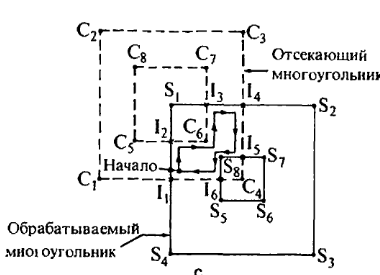 C₂
C₃
C₈
C₇
Отсекающий
многоугольник
S₁
I₃
I₄
S₂
I₂
C₆
C₅
Начало
S₈
I₅
S₇
C₁
I₁
I₆
C₄
S₅
S₆
Обрабатываемый
многоугольник
S₄
S₃